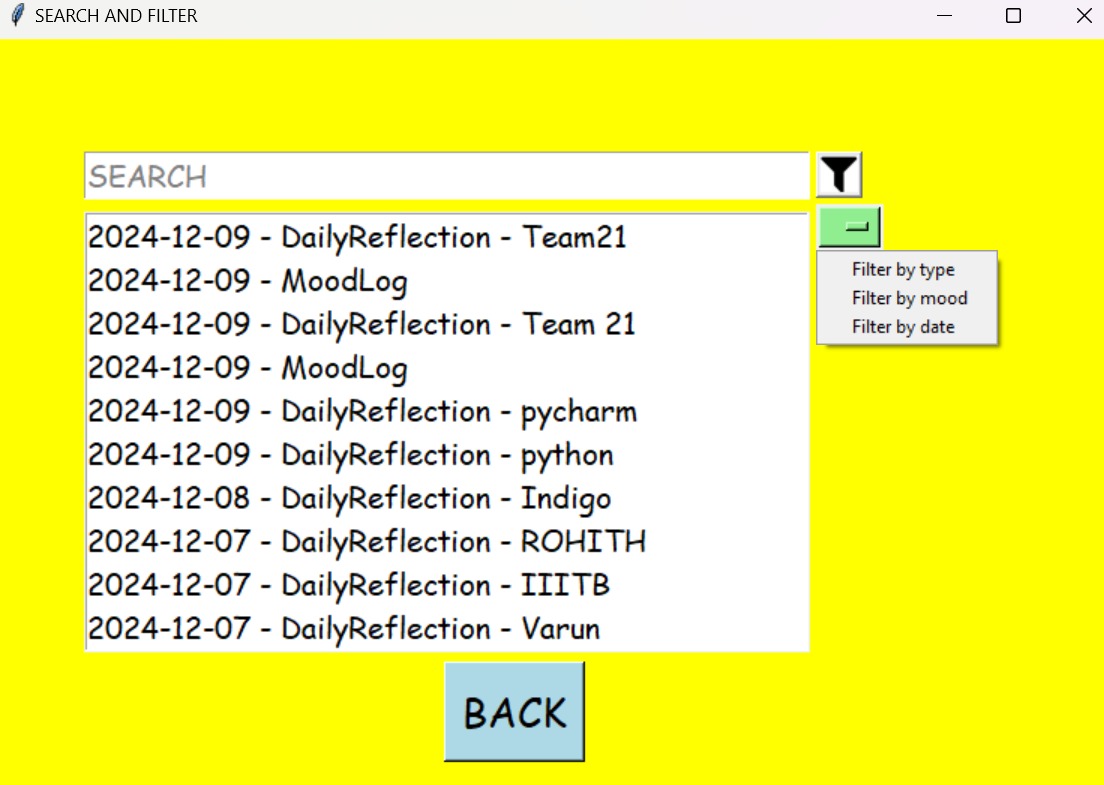 SEARCH AND FILTER
SEARCH
2024-12-09 - DailyReflection - Team21
2024-12-09 - MoodLog
2024-12-09 - DailyReflection - Team 21
2024-12-09 - MoodLog
2024-12-09 - DailyReflection - pycharm
2024-12-09 - DailyReflection - python
2024-12-08 - DailyReflection - Indigo
2024-12-07 - DailyReflection - ROHITH
2024-12-07 - DailyReflection - IIITB
2024-12-07 - DailyReflection - Varun
Filter by type
Filter by mood
Filter by date
BACK